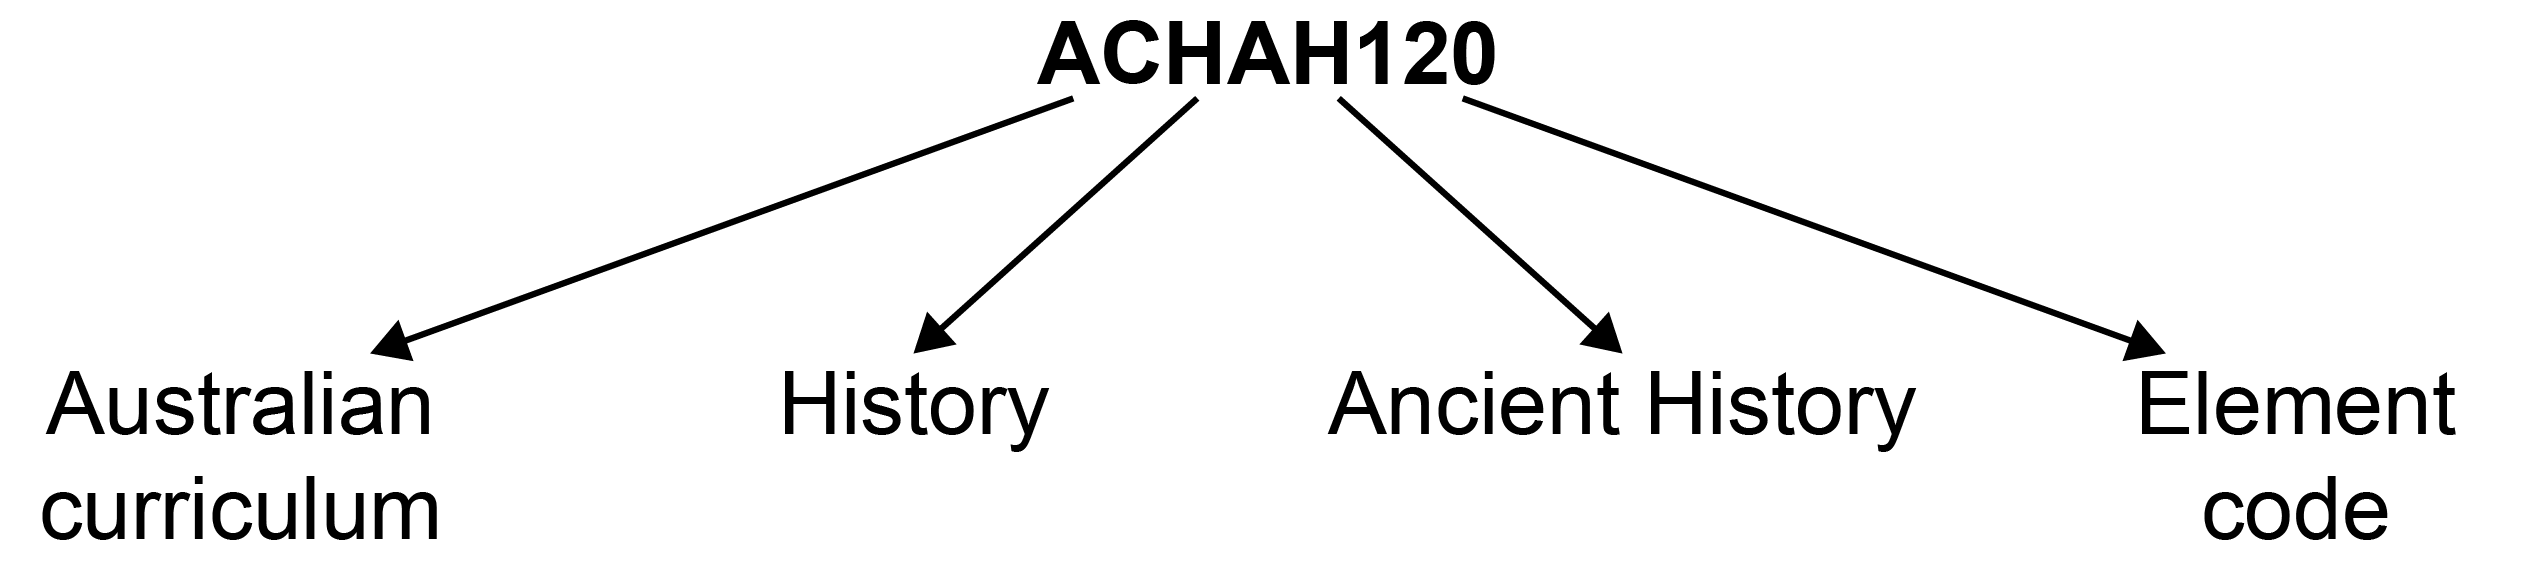 ACHAH120
Australian
curriculum
History
Ancient History
Element
code